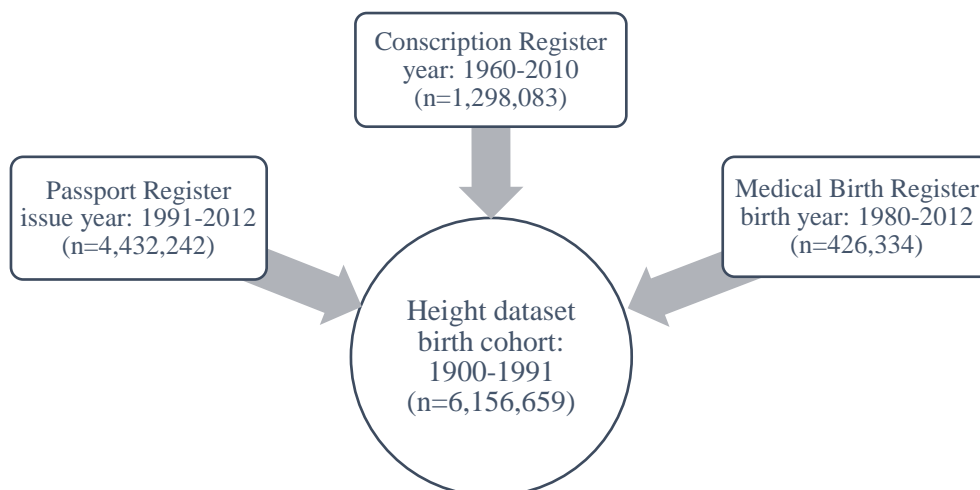 Conscription Register
year: 1960-2010
(n=1,298,083)
Passport Register
issue year: 1991-2012
(n=4,432,242)
Medical Birth Register
birth year: 1980-2012
(n=426,334)
Height dataset
birth cohort:
1900-1991
(n=6,156,659)